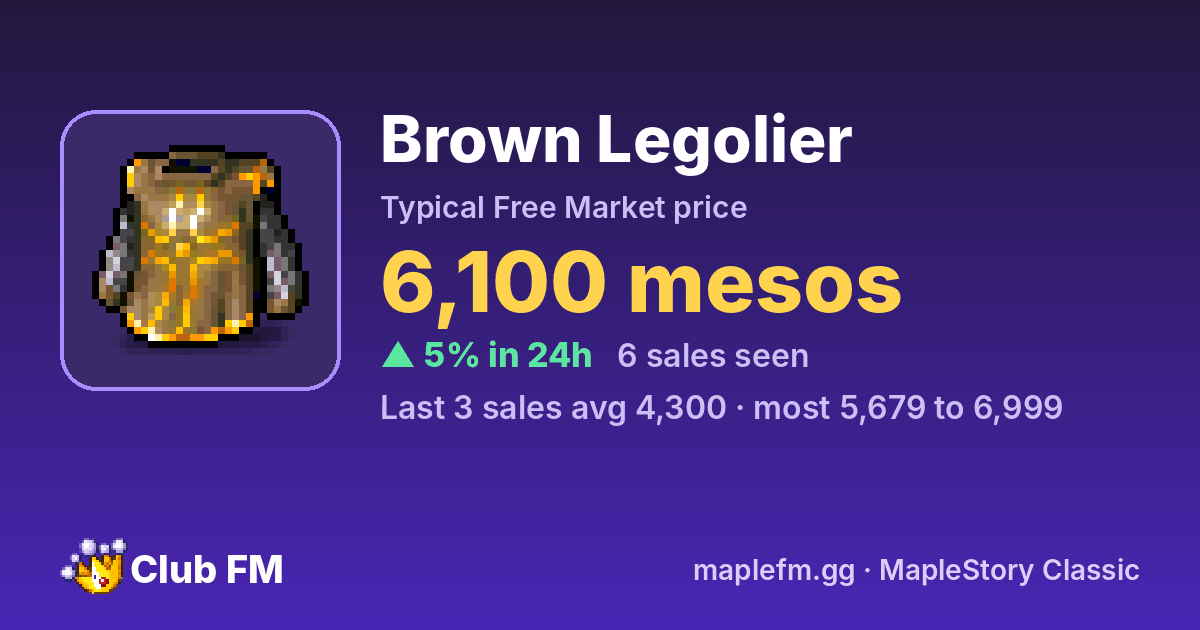 Brown Legolier
Typical Free Market price
6,100 mesos
▲ 5% in 24h 6 sales seen
Last 3 sales avg 4,300 · most 5,679 to 6,999
Club FM
maplefm.gg · MapleStory Classic